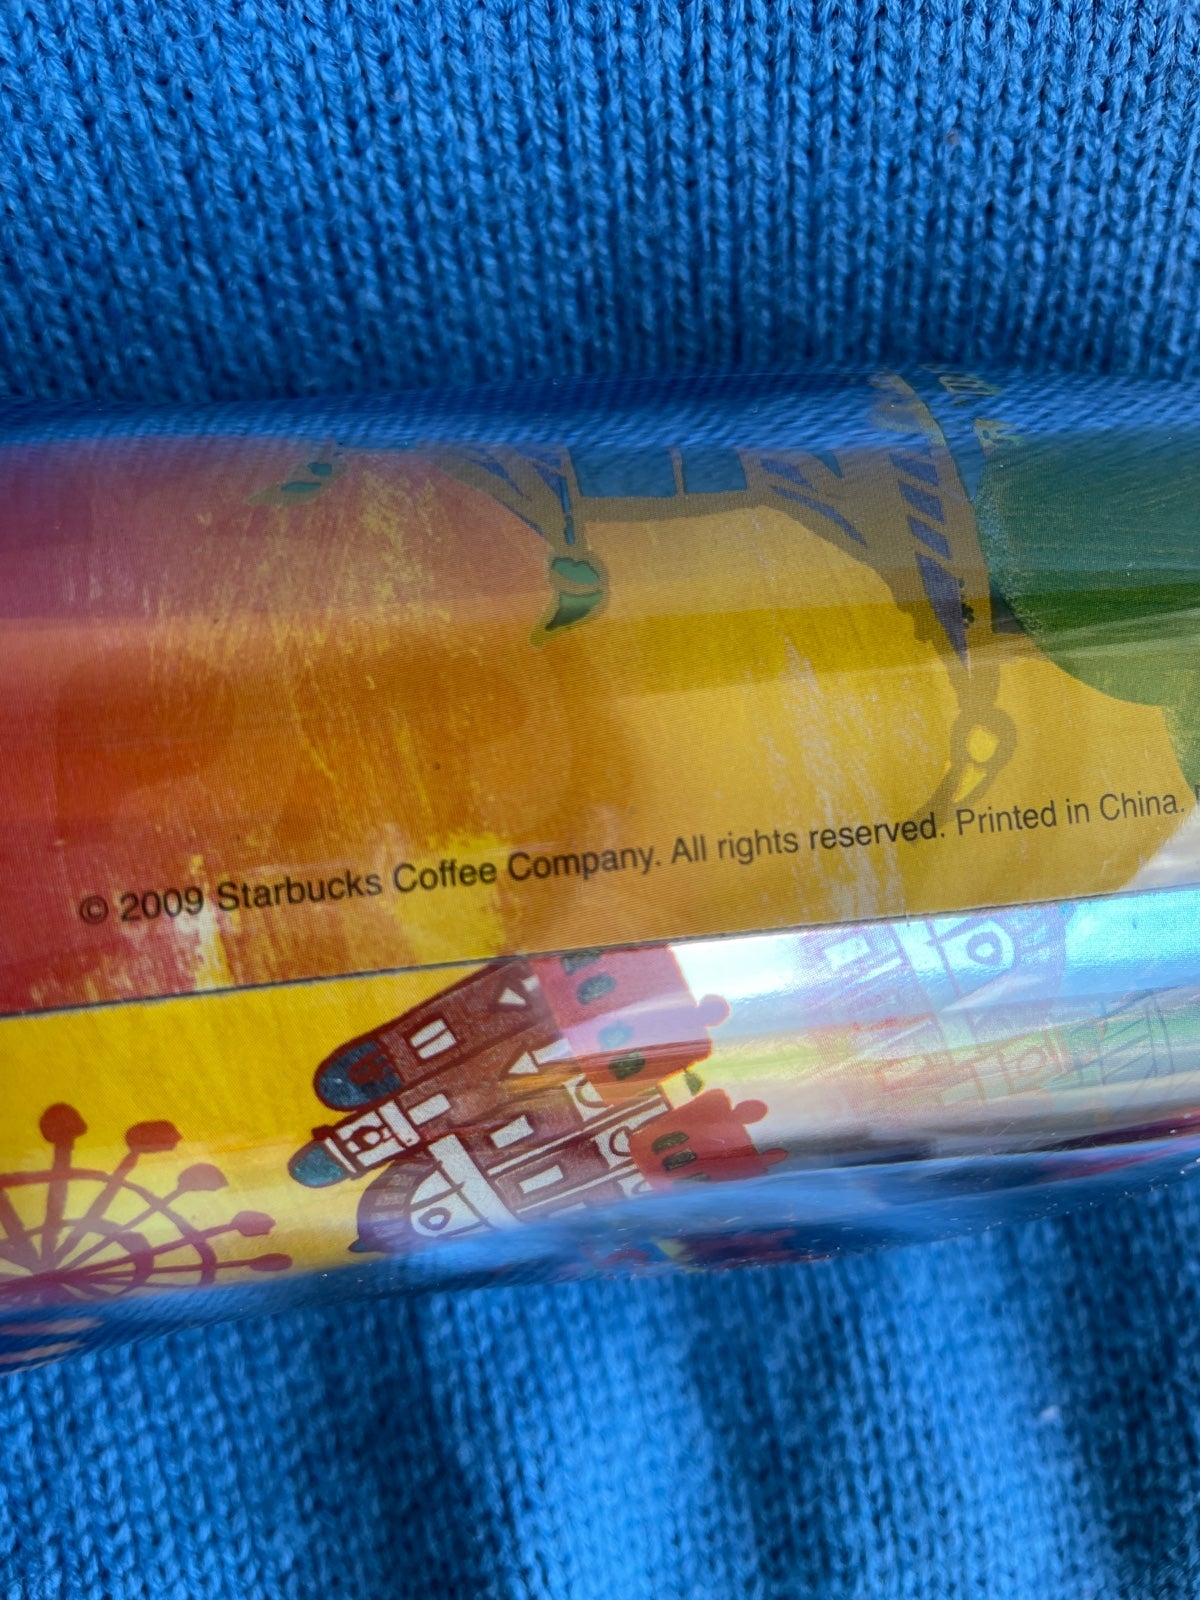 © 2009 Starbucks Coffee Company. All rights reserved. Printed in China.